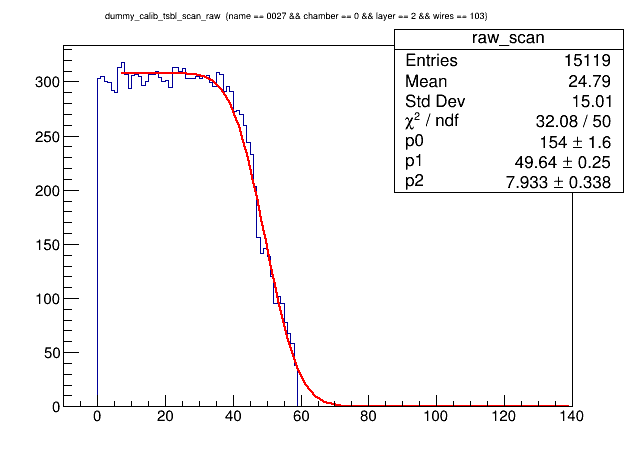 dummy_calib_tsbl_scan_raw (name == 0027 && chamber == 0 && layer == 2 && wires == 103)
raw_scan
Entries 15119
Mean 24.79
Std Dev 15.01
χ² / ndf 32.08 / 50
p0 154 ± 1.6
p1 49.64 ± 0.25
p2 7.933 ± 0.338
300
250
200
150
100
50
0
0 20 40 60 80 100 120 140